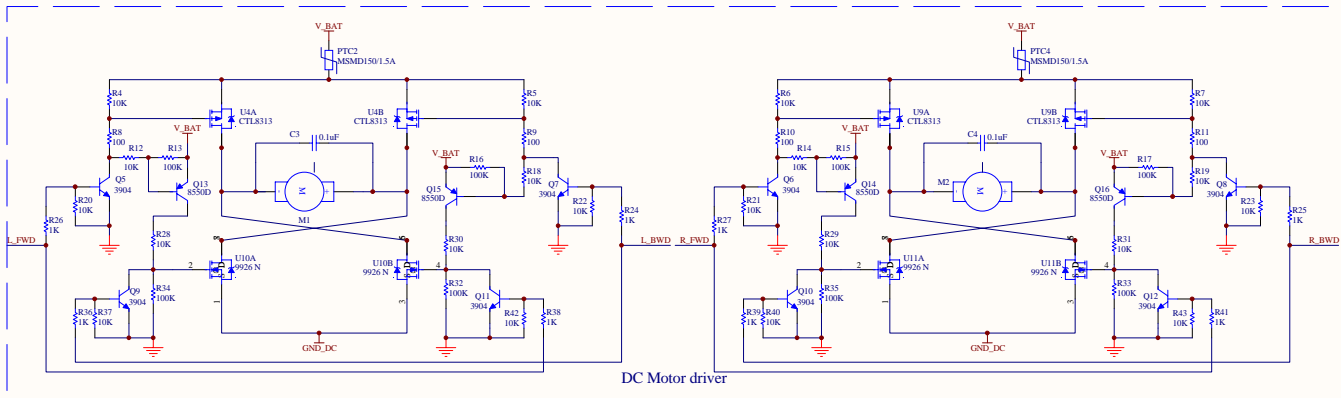 V_BAT
PTC2
MSMD150/1.5A
R4
10K
U4A
CTL8313
U4B
CTL8313
R5
10K
R8
100
V_BAT
C3
0.1uF
R9
100
R12
10K
R13
100K
V_BAT
R16
100K
Q5
3904
Q13
8550D
M
-
+
M1
Q15
8550D
R18
10K
Q7
3904
R20
10K
R22
10K
R26
1K
R24
1K
L_FWD
R28
10K
R30
10K
L_BWD
8
5
2
U10A
9926 N
U10B
9926 N
4
D
S
D
S
Q9
3904
R34
100K
1
3
R32
100K
Q11
3904
R36
1K
R37
10K
R42
10K
R38
1K
GND_DC
V_BAT
PTC4
MSMD150/1.5A
R6
10K
U9A
CTL8313
U9B
CTL8313
R7
10K
R10
100
V_BAT
C4
0.1uF
R11
100
R14
10K
R15
100K
V_BAT
R17
100K
Q6
3904
Q14
8550D
M2
-
M
+
Q16
8550D
R19
10K
Q8
3904
R21
10K
R23
10K
R27
1K
R25
1K
R_FWD
R29
10K
R31
10K
R_BWD
8
5
2
U11A
9926 N
U11B
9926 N
4
D
S
D
S
Q10
3904
R35
100K
1
3
R33
100K
Q12
3904
R39
1K
R40
10K
R43
10K
R41
1K
GND_DC
DC Motor driver